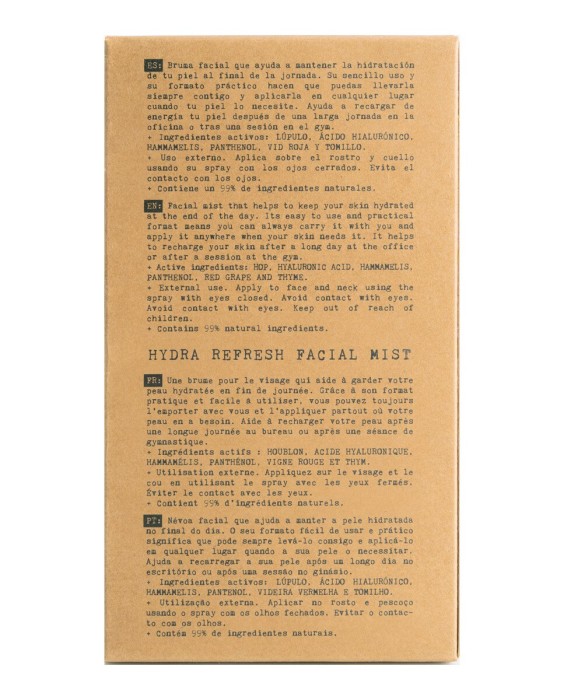 ES: Bruma facial que ayuda a mantener la hidratación
de tu piel al final de la jornada. Su sencillo uso y
su formato práctico hacen que puedas llevarla
siempre contigo y aplicarla en cualquier lugar
cuando tu piel lo necesite. Ayuda a recargar de
energía tu piel después de una larga jornada en la
oficina o tras una sesión en el gym.
+ Ingredientes activos: LÚPULO, ÁCIDO HIALURÓNICO,
HAMMAMELIS, PANTHENOL, VID ROJA Y TOMILLO.
+ Uso externo. Aplica sobre el rostro y cuello
usando su spray con los ojos cerrados. Evita el
contacto con los ojos.
+ Contiene un 99% de ingredientes naturales.
EN: Facial mist that helps to keep your skin hydrated
at the end of the day. Its easy to use and practical
format means you can always carry it with you and
apply it anywhere when your skin needs it. It helps
to recharge your skin after a long day at the office
or after a session at the gym.
+ Active ingredients: HOP, HYALURONIC ACID, HAMMAMELIS,
PANTHENOL, RED GRAPE AND THYME.
+ External use. Apply to face and neck using the
spray with eyes closed. Avoid contact with eyes.
Avoid contact with eyes. Keep out of reach of
children.
+ Contains 99% natural ingredients.
HYDRA REFRESH FACIAL MIST
FR: Une brume pour le visage qui aide à garder votre
peau hydratée en fin de journée. Grâce à son format
pratique et facile à utiliser, vous pouvez toujours
l'emporter avec vous et l'appliquer partout où votre
peau en a besoin. Aide à recharger votre peau après
une longue journée au bureau ou après une séance de
gymnastique.
+ Ingrédients actifs : HOUBLON, ACIDE HYALURONIQUE,
HAMMAMÉLIS, PANTHÉNOL, VIGNE ROUGE ET THYM.
+ Utilisation externe. Appliquez sur le visage et le
cou en utilisant le spray avec les yeux fermés.
Éviter le contact avec les yeux.
+ Contient 99% d'ingrédients naturels.
PT: Névoa facial que ajuda a manter a pele hidratada
no final do dia. O seu formato fácil de usar e prático
significa que pode sempre levá-lo consigo e aplicá-lo
em qualquer lugar quando a sua pele o necessitar.
Ajuda a recarregar a sua pele após um longo dia no
escritório ou após uma sessão no ginásio.
+ Ingredientes activos: LÚPULO, ÁCIDO HIALURÓNICO,
HAMMAMELIS, PANTENOL, VIDEIRA VERMELHA E TOMILHO.
+ Utilização externa. Aplicar no rosto e pescoço
usando o spray com os olhos fechados. Evitar o contac-
to com os olhos.
+ Contém 99% de ingredientes naturais.